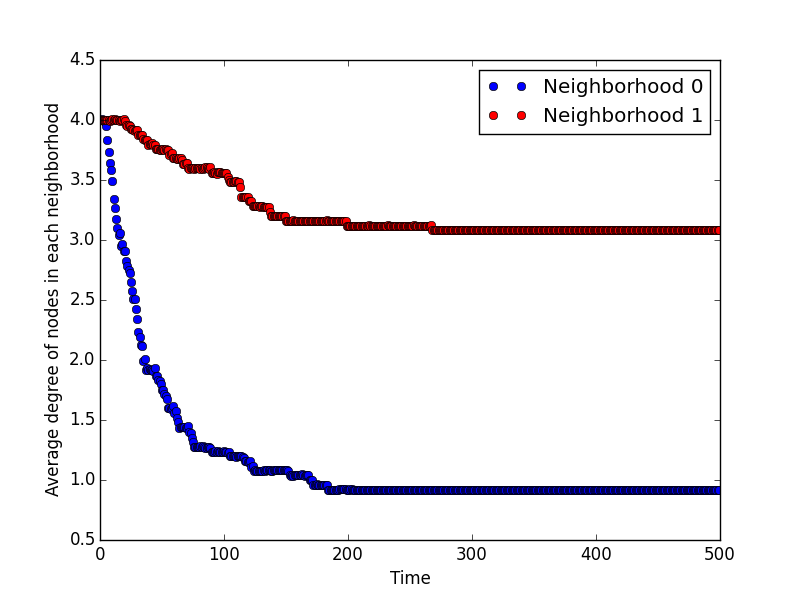 4.5
4.0
3.5
3.0
2.5
2.0
1.5
1.0
0.5
Average degree of nodes in each neighborhood
Neighborhood 0
Neighborhood 1
0 100 200 300 400 500
Time